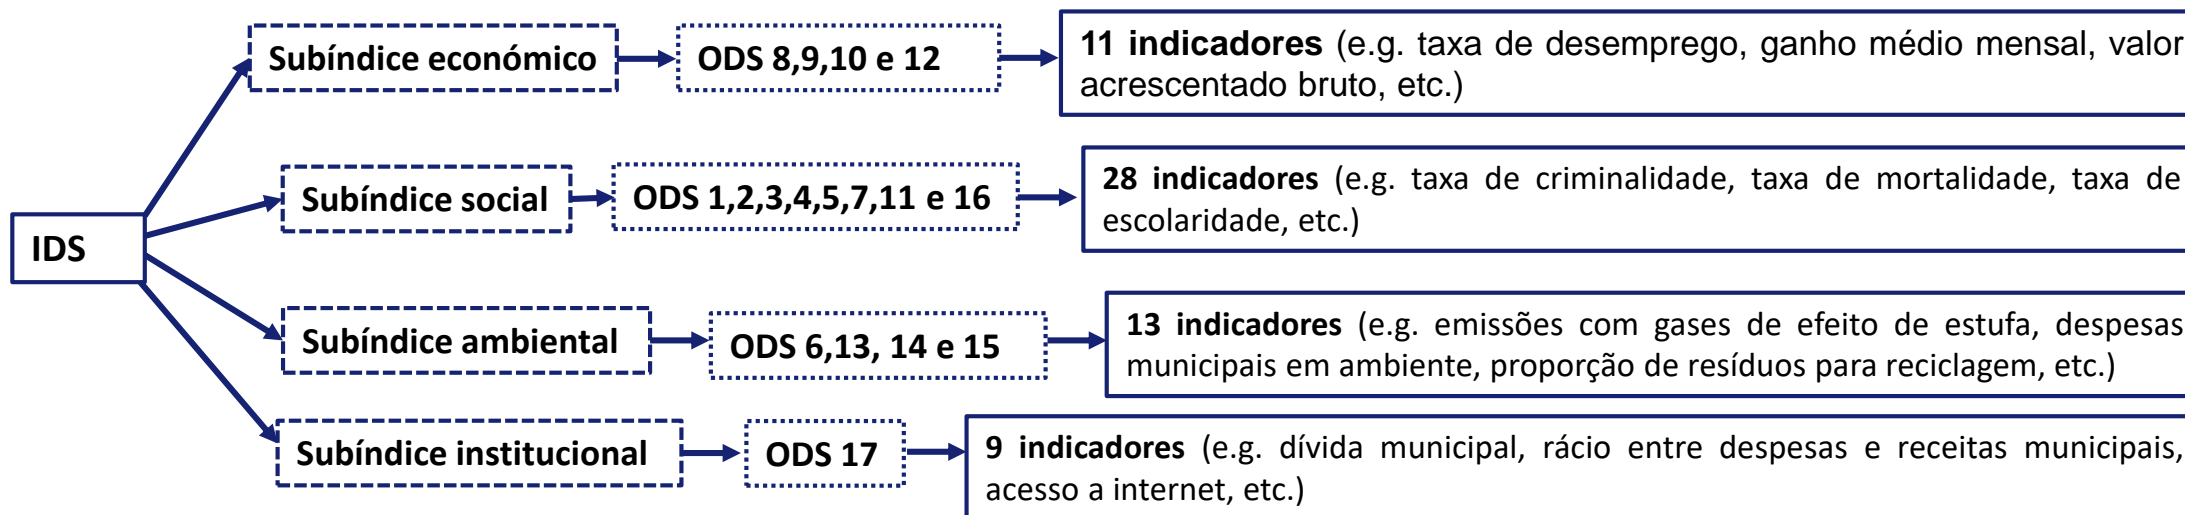 IDS
Subíndice económico
ODS 8,9,10 e 12
11 indicadores (e.g. taxa de desemprego, ganho médio mensal, valor
acrescentado bruto, etc.)
Subíndice social
ODS 1,2,3,4,5,7,11 e 16
28 indicadores (e.g. taxa de criminalidade, taxa de mortalidade, taxa de
escolaridade, etc.)
Subíndice ambiental
ODS 6,13, 14 e 15
13 indicadores (e.g. emissões com gases de efeito de estufa, despesas
municipais em ambiente, proporção de resíduos para reciclagem, etc.)
Subíndice institucional
ODS 17
9 indicadores (e.g. dívida municipal, rácio entre despesas e receitas municipais,
acesso a internet, etc.)